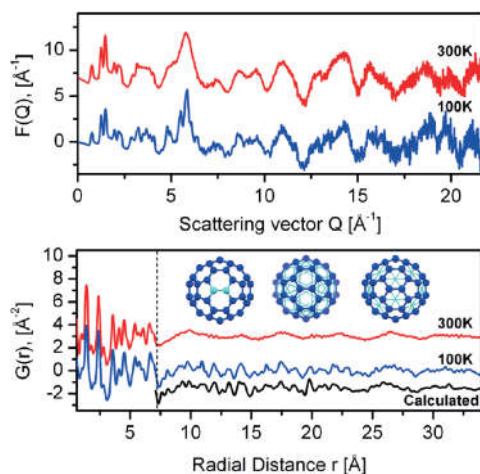 F(Q), [Å⁻¹]
10
5
0
300K
100K
0 5 10 15 20
Scattering vector Q [Å⁻¹]
G(r), [Å⁻²]
10
8
6
4
2
0
-2
300K
100K
Calculated
5 10 15 20 25 30
Radial Distance r [Å]